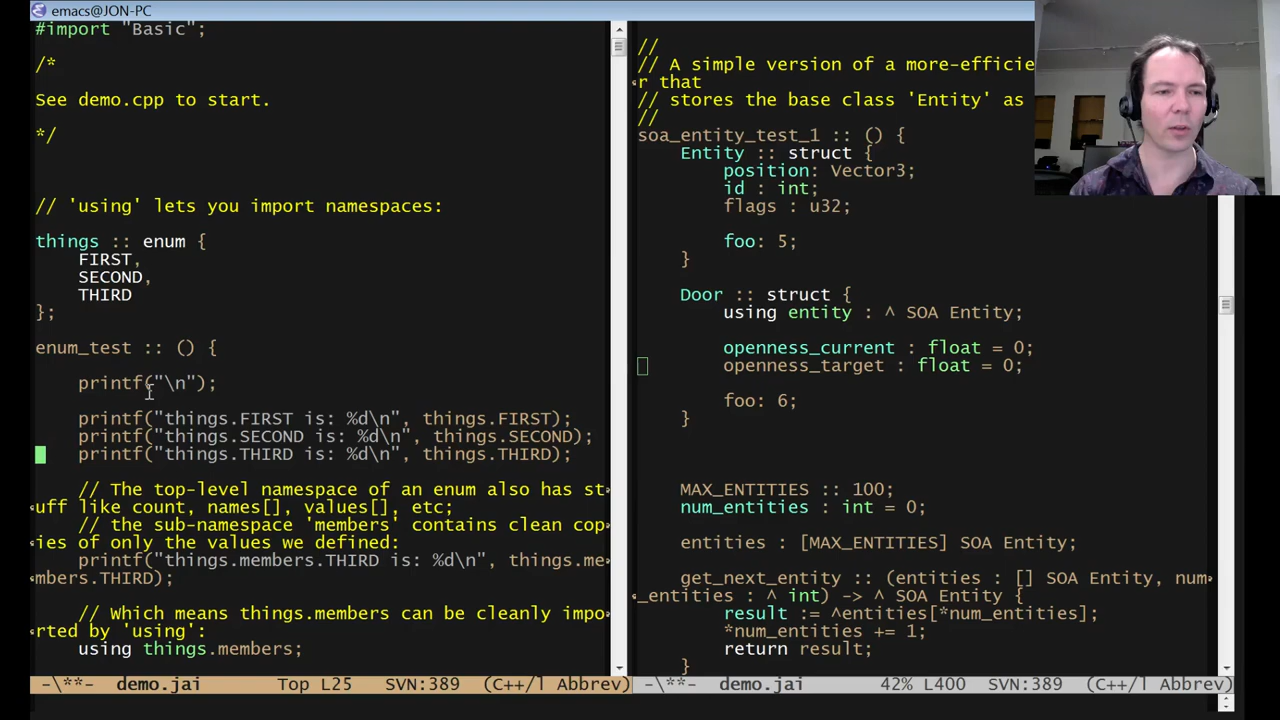 emacs@JON-PC
#import "Basic";
/*
See demo.cpp to start.
*/
// 'using' lets you import namespaces:
things :: enum {
FIRST,
SECOND,
THIRD
};
enum_test :: () {
printf("\n");
printf("things.FIRST is: %d\n", things.FIRST);
printf("things.SECOND is: %d\n", things.SECOND);
printf("things.THIRD is: %d\n", things.THIRD);
// The top-level namespace of an enum also has st
uff like count, names[], values[], etc;
// the sub-namespace 'members' contains clean cop
ies of only the values we defined:
printf("things.members.THIRD is: %d\n", things.me
mbers.THIRD);
// Which means things.members can be cleanly impo
rted by 'using':
using things.members;
-\**- demo.jai Top L25 SVN:389 (C++/l Abbrev)
//
// A simple version of a more-efficie
r that
// stores the base class 'Entity' as
//
soa_entity_test_1 :: () {
Entity :: struct {
position: Vector3;
id : int;
flags : u32;
foo: 5;
}
Door :: struct {
using entity : ^ SOA Entity;
openness_current : float = 0;
openness_target : float = 0;
foo: 6;
}
MAX_ENTITIES :: 100;
num_entities : int = 0;
entities : [MAX_ENTITIES] SOA Entity;
get_next_entity :: (entities : [] SOA Entity, num
_entities : ^ int) -> ^ SOA Entity {
result := ^entities[*num_entities];
*num_entities += 1;
return result;
}
-\**- demo.jai 42% L400 SVN:389 (C++/l Abbrev)